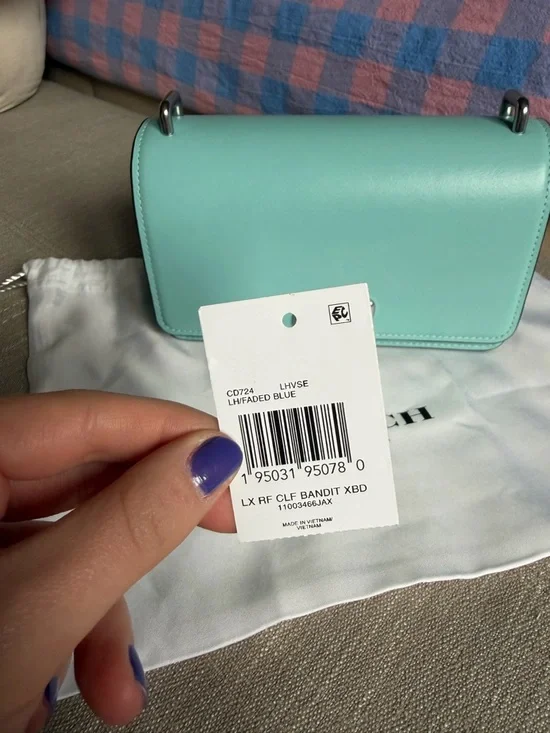 CD724 LHVSE
LH/FADED BLUE
1 95031 95078 0
LX RF CLF BANDIT XBD
11003466JAX
MADE IN VIETNAM/
VIETNAM
CH